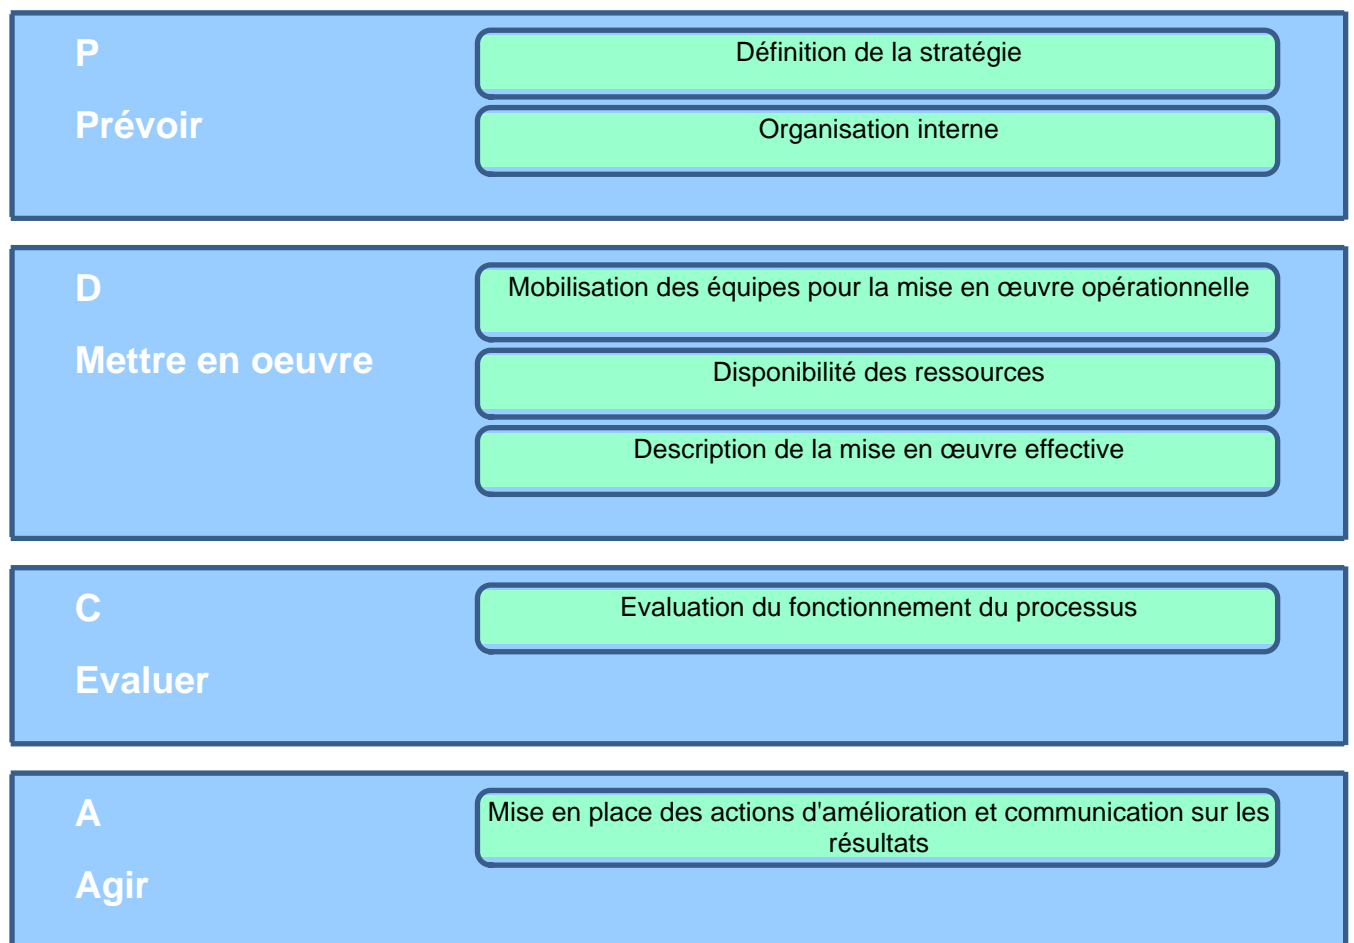 P
Définition de la stratégie
Prévoir
Organisation interne
D
Mobilisation des équipes pour la mise en œuvre opérationnelle
Mettre en oeuvre
Disponibilité des ressources
Description de la mise en œuvre effective
C
Evaluation du fonctionnement du processus
Evaluer
A
Mise en place des actions d'amélioration et communication sur les
résultats
Agir